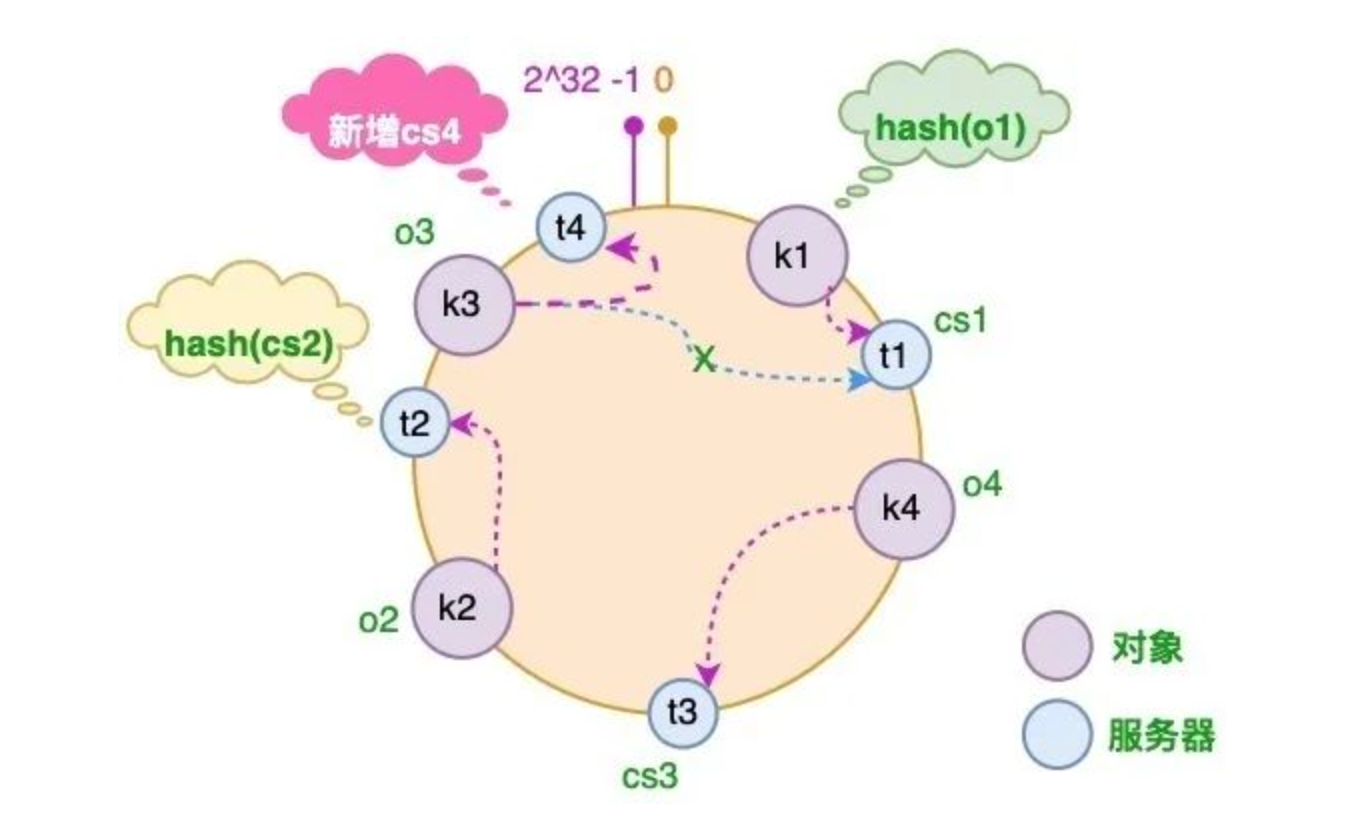 2^32 -1 0
新增cs4
hash(o1)
t4
o3
k1
k3
cs1
hash(cs2)
t1
X
t2
o4
k4
k2
o2
对象
t3
服务器
cs3